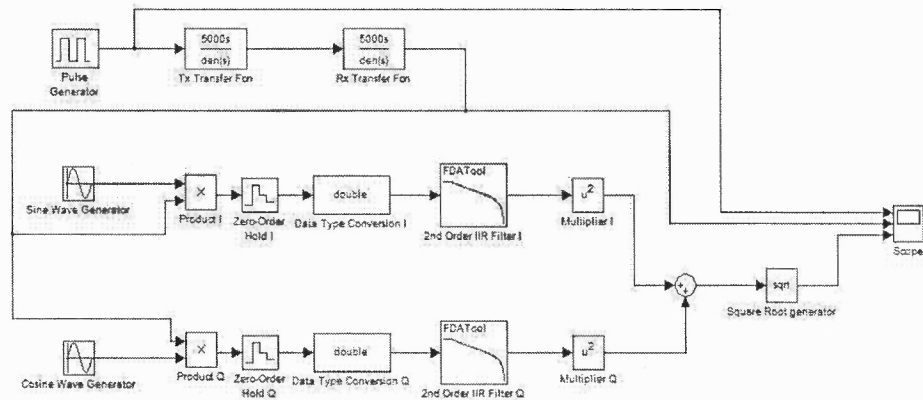 5000s
den(s)
5000s
den(s)
Pulse
Generator
Tx Transfer Fcn
Rx Transfer Fcn
Sine Wave Generator
×
Product I
Zero-Order
Hold I
double
Data Type Conversion I
FDATool
2nd Order IIR Filter I
u²
Multiplier I
Scope
+
+
sqrt
Square Root generator
Cosine Wave Generator
×
Product Q
Zero-Order
Hold Q
double
Data Type Conversion Q
FDATool
2nd Order IIR Filter Q
u²
Multiplier Q